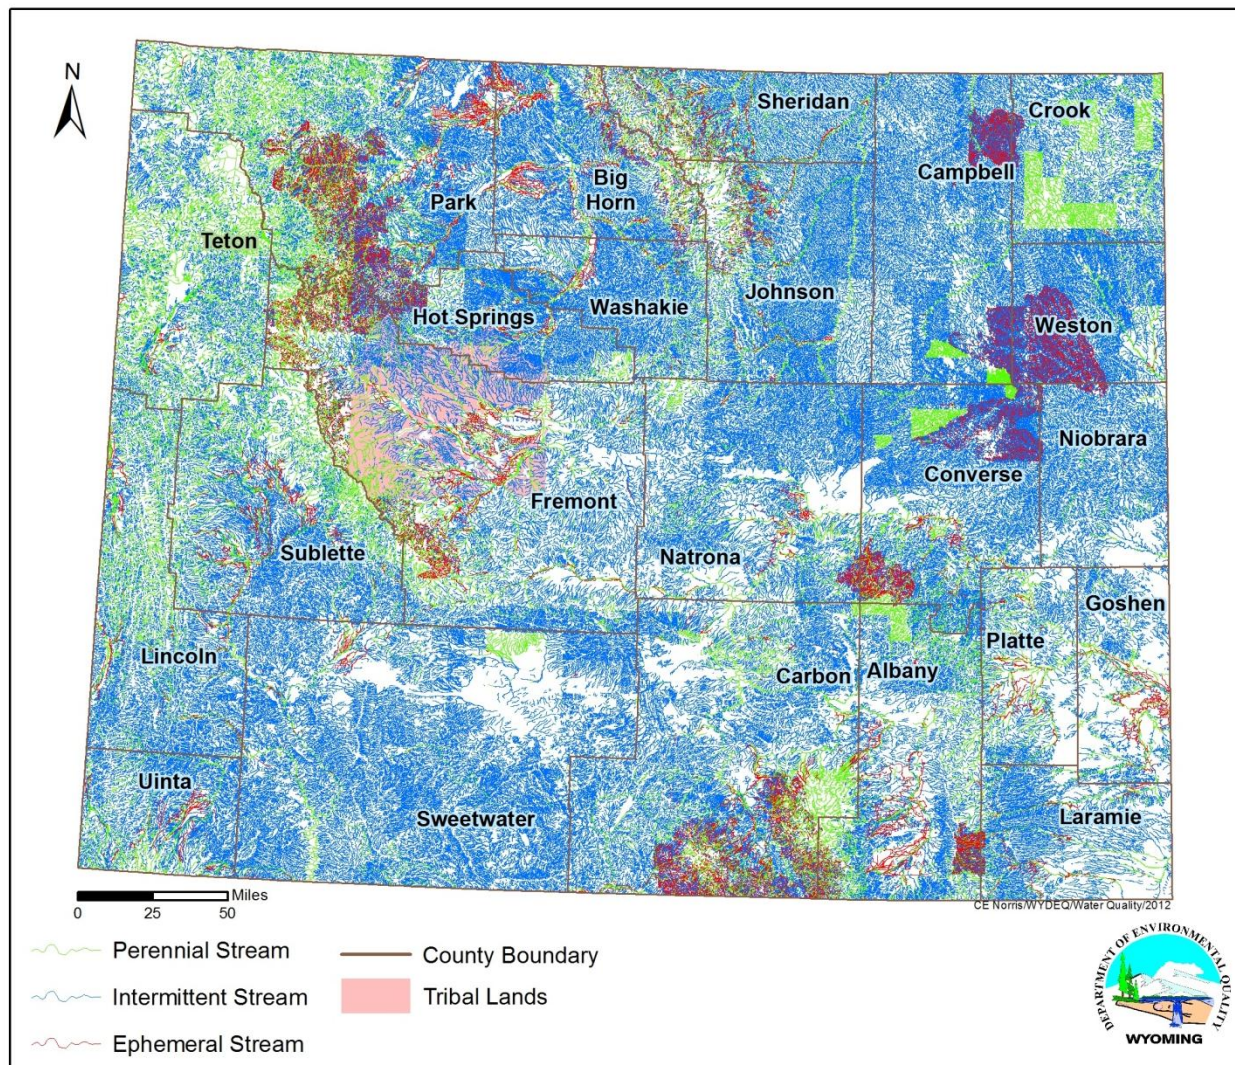 N
Sheridan
Crook
Campbell
Big
Horn
Park
Teton
Hot Springs
Washakie
Johnson
Weston
Niobrara
Converse
Fremont
Sublette
Natrona
Goshen
Platte
Lincoln
Carbon
Albany
Uinta
Sweetwater
Laramie
Miles
0 25 50
CE Norris/WYDEQ/Water Quality/2012
Perennial Stream
County Boundary
Intermittent Stream
Tribal Lands
Ephemeral Stream
DEPARTMENT OF ENVIRONMENTAL QUALITY
WYOMING